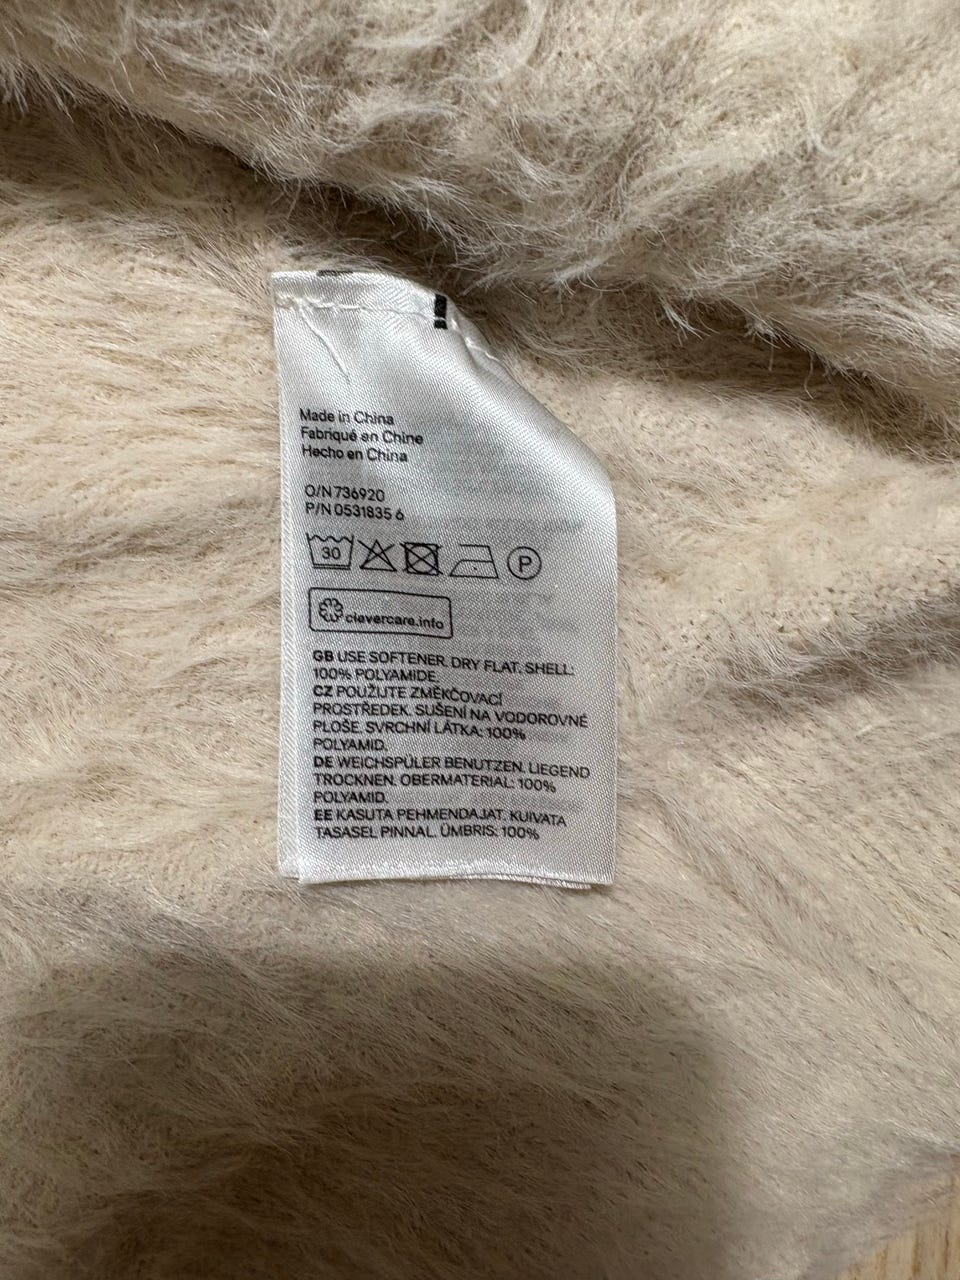 Made in China
Fabriqué en Chine
Hecho en China
O/N 736920
P/N 0531835 6
30
P
clevercare.info
GB USE SOFTENER. DRY FLAT. SHELL:
100% POLYAMIDE.
CZ POUŽIJTE ZMĚKČOVACÍ
PROSTŘEDEK. SUŠENÍ NA VODOROVNÉ
PLOŠE. SVRCHNÍ LÁTKA: 100%
POLYAMID.
DE WEICHSPÜLER BENUTZEN. LIEGEND
TROCKNEN. OBERMATERIAL: 100%
POLYAMID.
EE KASUTA PEHMENDAJAT. KUIVATA
TASASEL PINNAL. ÜMBRIS: 100%